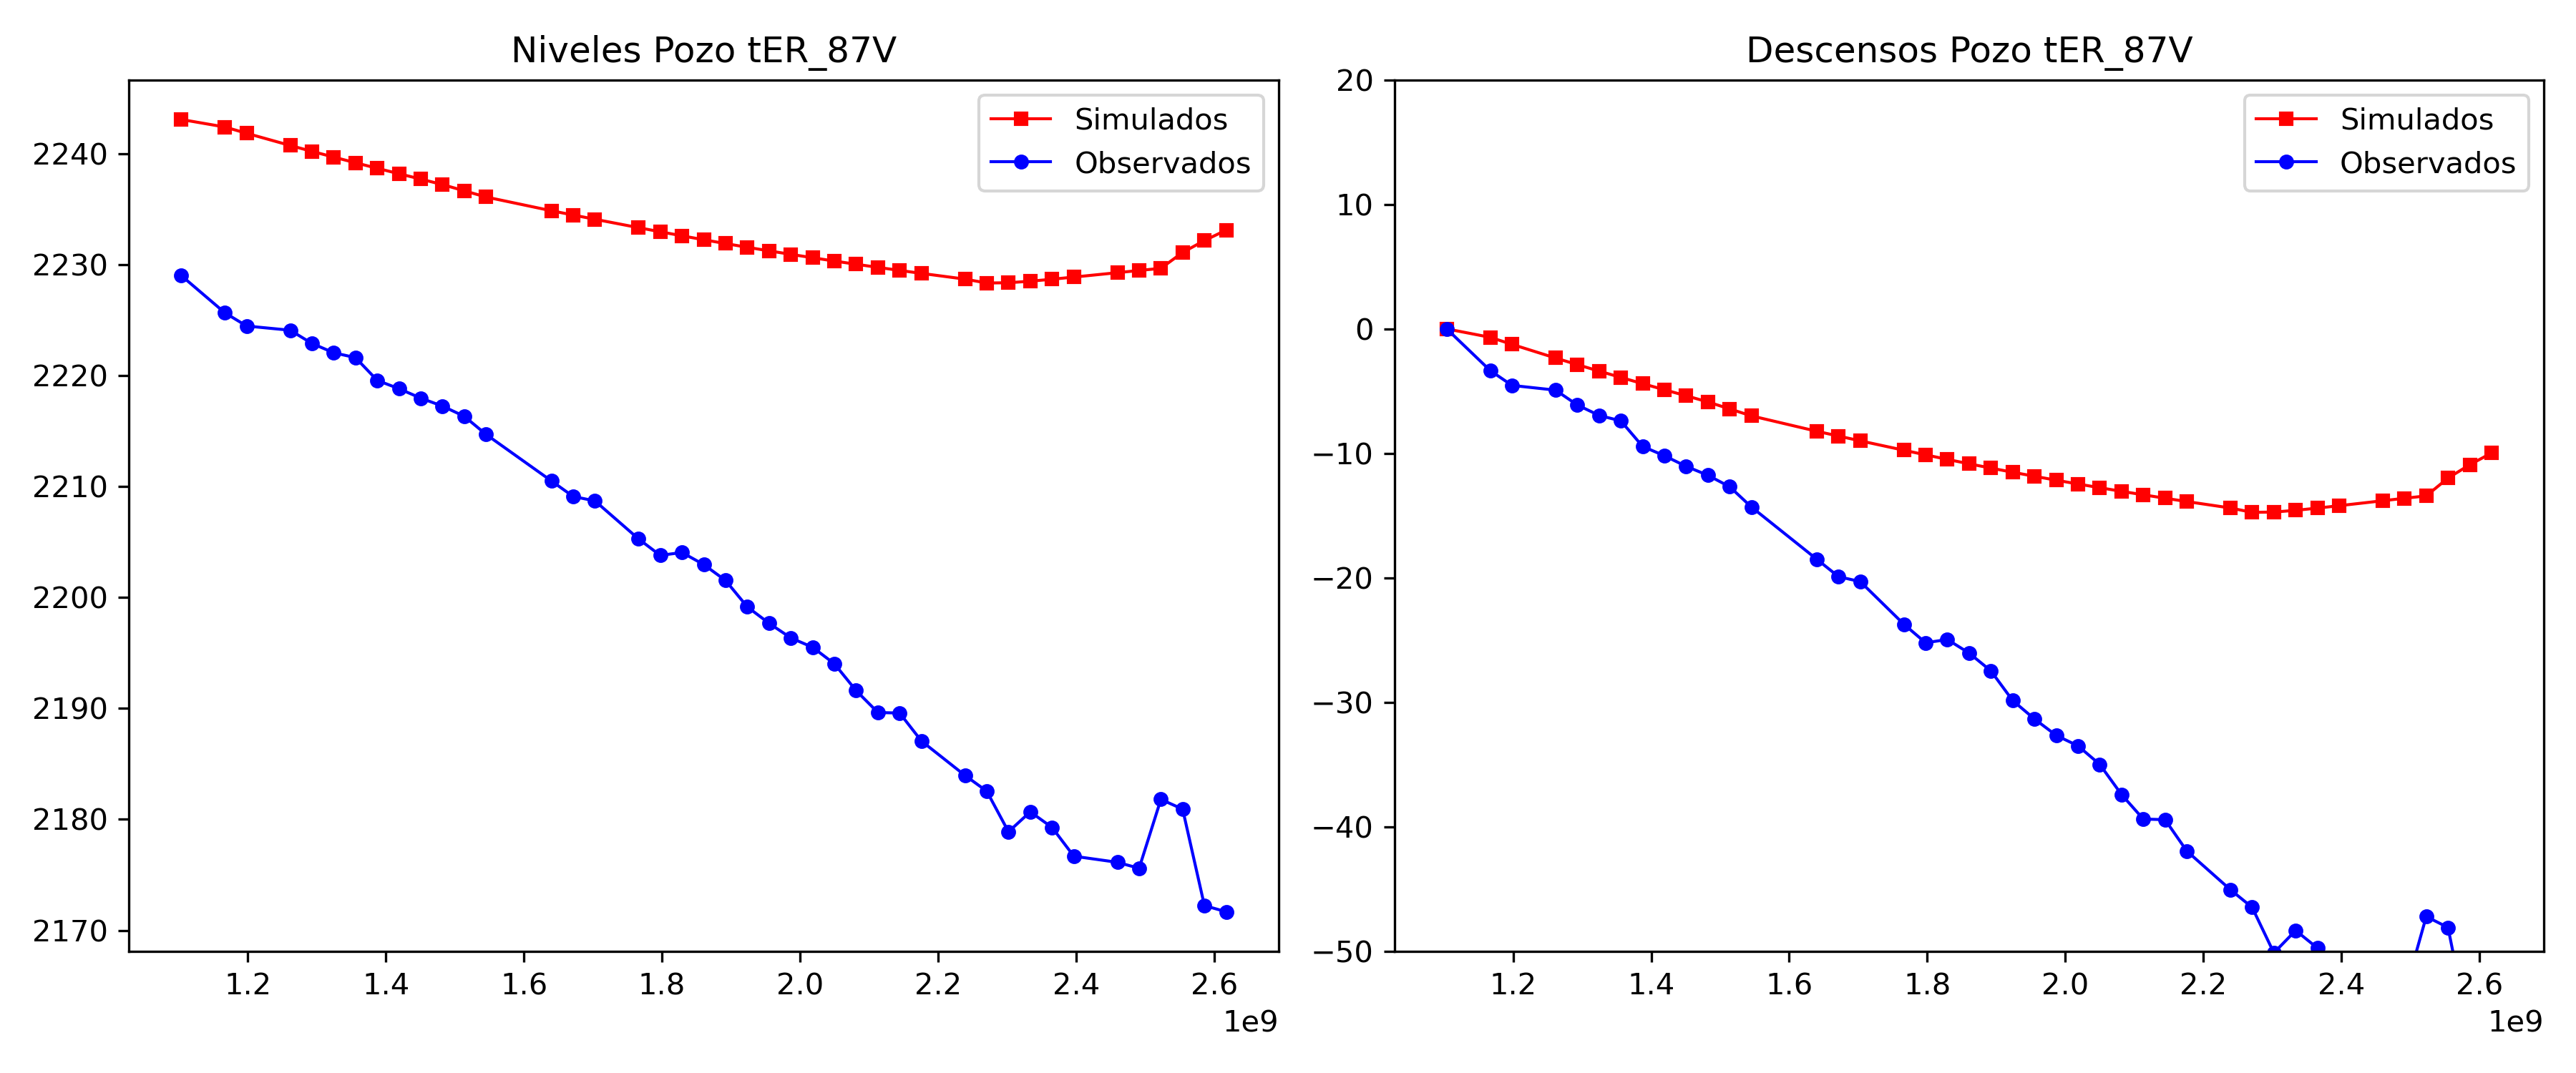 Niveles Pozo tER_87V
Simulados
Observados
2240
2230
2220
2210
2200
2190
2180
2170
1.2 1.4 1.6 1.8 2.0 2.2 2.4 2.6
1e9
Descensos Pozo tER_87V
Simulados
Observados
20
10
0
−10
−20
−30
−40
−50
1.2 1.4 1.6 1.8 2.0 2.2 2.4 2.6
1e9